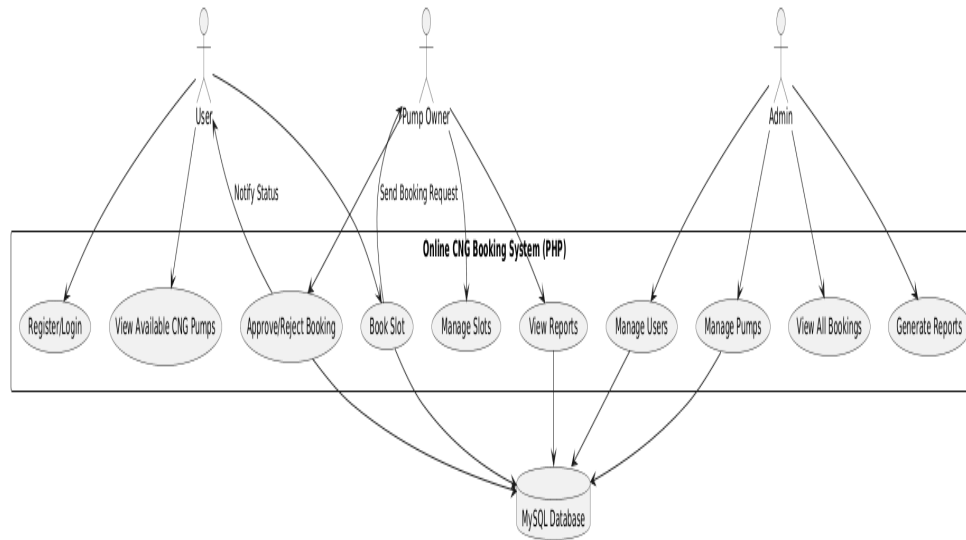 User
Pump Owner
Admin
Notify Status
Send Booking Request
Online CNG Booking System (PHP)
Register/Login
View Available CNG Pumps
Approve/Reject Booking
Book Slot
Manage Slots
View Reports
Manage Users
Manage Pumps
View All Bookings
Generate Reports
MySQL Database